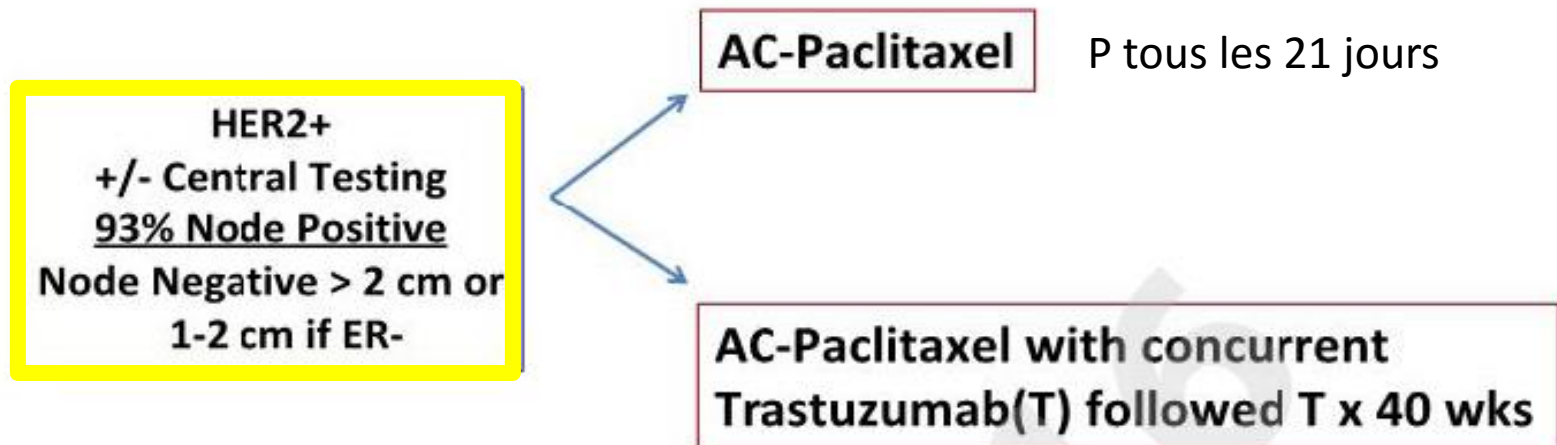 HER2+
+/- Central Testing
93% Node Positive
Node Negative > 2 cm or
1-2 cm if ER-
AC-Paclitaxel
P tous les 21 jours
AC-Paclitaxel with concurrent
Trastuzumab(T) followed T x 40 wks